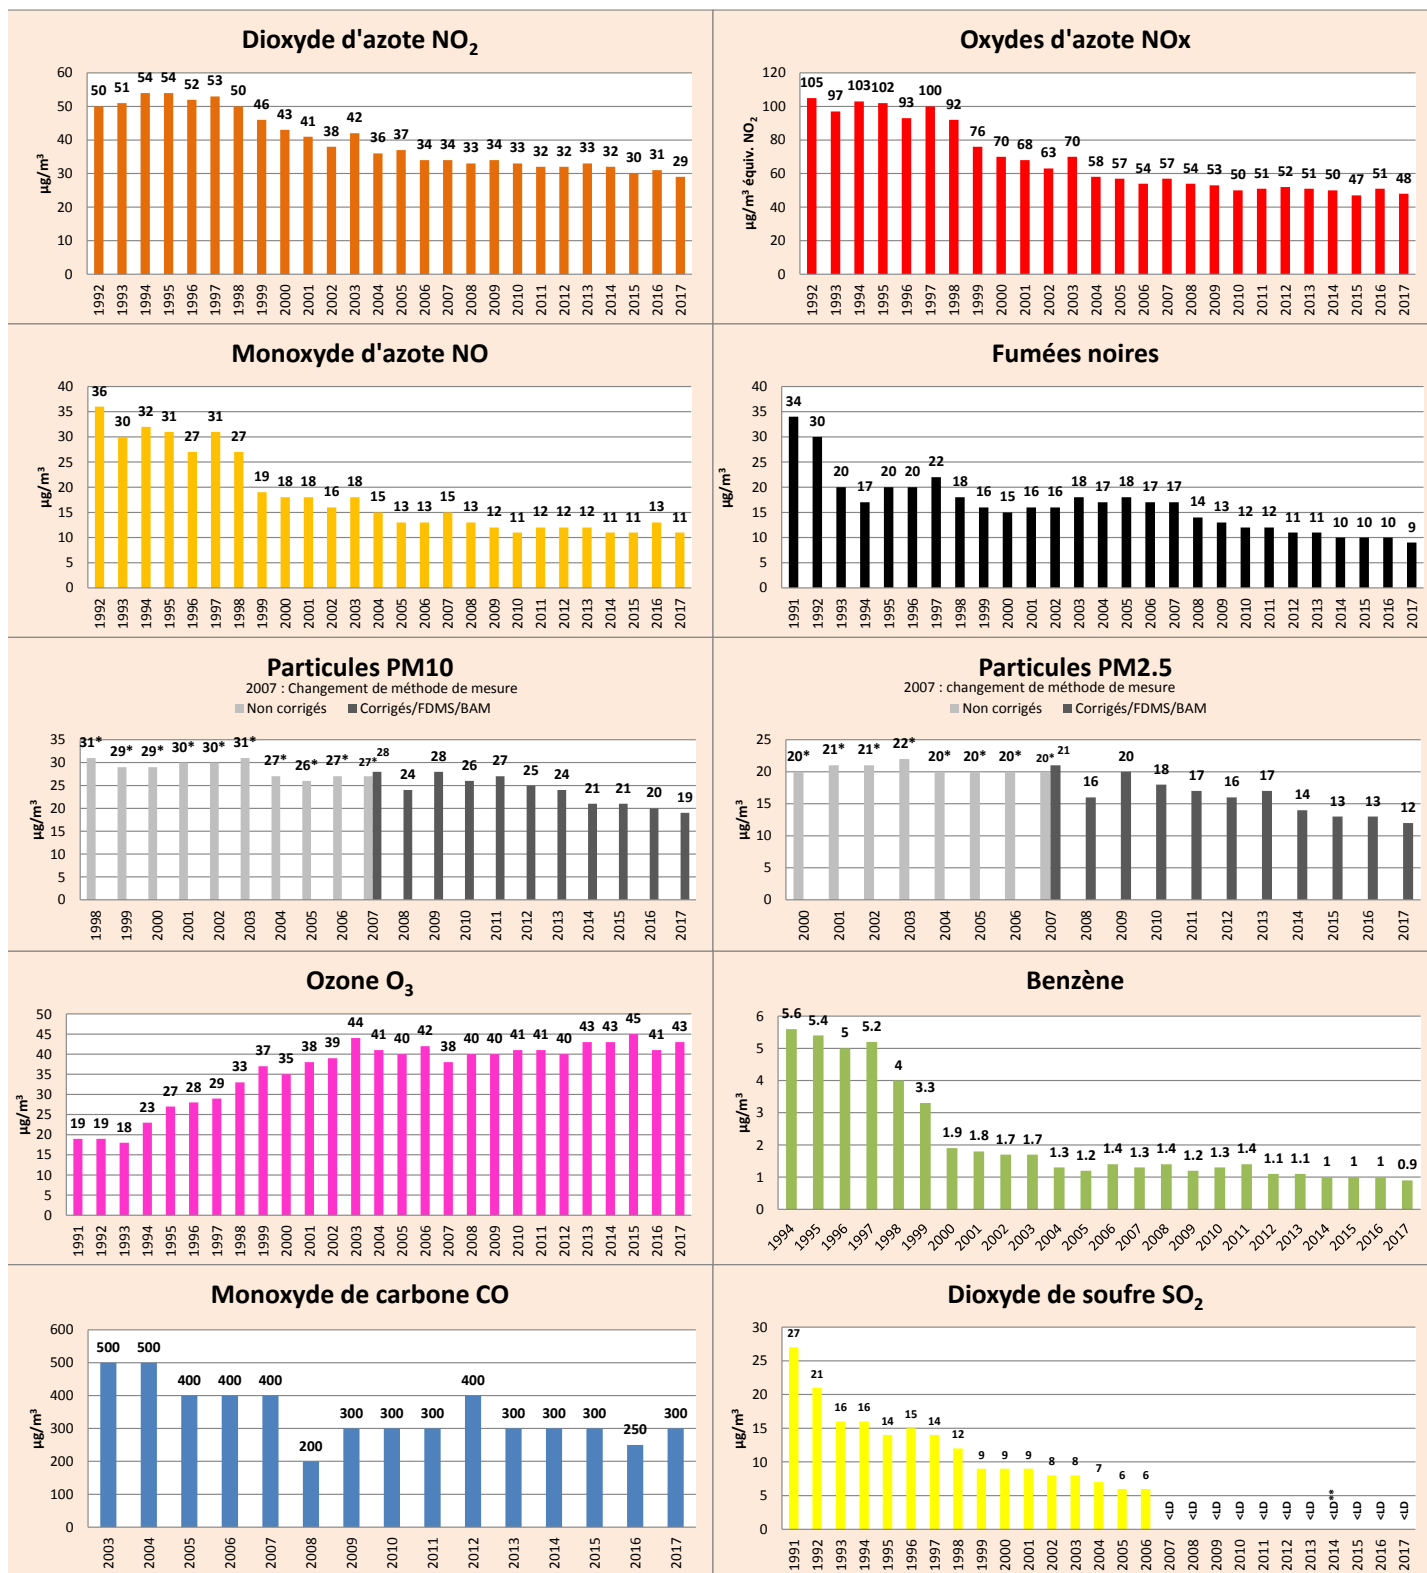 Dioxyde d'azote NO₂
60
50
40
30
20
10
0
µg/m³
50 51 54 54 52 53 50 46 43 41 38 42 36 37 34 34 33 34 33 32 32 33 32 30 31 29
1992 1993 1994 1995 1996 1997 1998 1999 2000 2001 2002 2003 2004 2005 2006 2007 2008 2009 2010 2011 2012 2013 2014 2015 2016 2017
Oxydes d'azote NOx
120
100
80
60
40
20
0
µg/m³ équiv. NO₂
105 97 103 102 93 100 92 76 70 68 63 70 58 57 54 57 54 53 50 51 52 51 50 47 51 48
1992 1993 1994 1995 1996 1997 1998 1999 2000 2001 2002 2003 2004 2005 2006 2007 2008 2009 2010 2011 2012 2013 2014 2015 2016 2017
Monoxyde d'azote NO
40
35
30
25
20
15
10
5
0
µg/m³
36 30 32 31 27 31 27 19 18 18 16 18 15 13 13 15 13 12 11 12 12 12 11 11 13 11
1992 1993 1994 1995 1996 1997 1998 1999 2000 2001 2002 2003 2004 2005 2006 2007 2008 2009 2010 2011 2012 2013 2014 2015 2016 2017
Fumées noires
40
35
30
25
20
15
10
5
0
µg/m³
34 30 20 17 20 20 22 18 16 15 16 16 18 17 18 17 17 14 13 12 12 11 11 10 10 10 9
1991 1992 1993 1994 1995 1996 1997 1998 1999 2000 2001 2002 2003 2004 2005 2006 2007 2008 2009 2010 2011 2012 2013 2014 2015 2016 2017
Particules PM10
2007 : Changement de méthode de mesure
Non corrigés Corrigés/FDMS/BAM
35
30
25
20
15
10
5
0
µg/m³
31* 29* 29* 30* 30* 31* 27* 26* 27* 27* 28 24 28 26 27 25 24 21 21 20 19
1998 1999 2000 2001 2002 2003 2004 2005 2006 2007 2008 2009 2010 2011 2012 2013 2014 2015 2016 2017
Particules PM2.5
2007 : changement de méthode de mesure
Non corrigés Corrigés/FDMS/BAM
25
20
15
10
5
0
µg/m³
20* 21* 21* 22* 20* 20* 20* 20* 21 16 20 18 17 16 17 14 13 13 12
2000 2001 2002 2003 2004 2005 2006 2007 2008 2009 2010 2011 2012 2013 2014 2015 2016 2017
Ozone O₃
50
45
40
35
30
25
20
15
10
5
0
µg/m³
19 19 18 23 27 28 29 33 37 35 38 39 44 41 40 42 38 40 40 41 41 40 43 43 45 41 43
1991 1992 1993 1994 1995 1996 1997 1998 1999 2000 2001 2002 2003 2004 2005 2006 2007 2008 2009 2010 2011 2012 2013 2014 2015 2016 2017
Benzène
6
5
4
3
2
1
0
µg/m³
5.6 5.4 5 5.2 4 3.3 1.9 1.8 1.7 1.7 1.3 1.2 1.4 1.3 1.4 1.2 1.3 1.4 1.1 1.1 1 1 1 0.9
1994 1995 1996 1997 1998 1999 2000 2001 2002 2003 2004 2005 2006 2007 2008 2009 2010 2011 2012 2013 2014 2015 2016 2017
Monoxyde de carbone CO
600
500
400
300
200
100
0
µg/m³
500 500 400 400 400 200 300 300 300 400 300 300 300 250 300
2003 2004 2005 2006 2007 2008 2009 2010 2011 2012 2013 2014 2015 2016 2017
Dioxyde de soufre SO₂
30
25
20
15
10
5
0
µg/m³
27 21 16 16 14 15 14 12 9 9 9 8 8 7 6 6 <LD <LD <LD <LD <LD <LD <LD <LD** <LD <LD <LD
1991 1992 1993 1994 1995 1996 1997 1998 1999 2000 2001 2002 2003 2004 2005 2006 2007 2008 2009 2010 2011 2012 2013 2014 2015 2016 2017